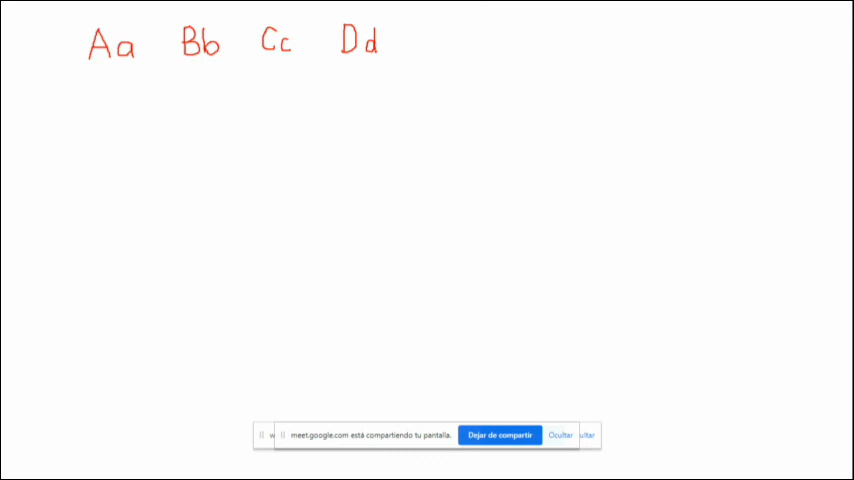 Aa Bb Cc Dd
meet.google.com está compartiendo tu pantalla. Dejar de compartir Ocultar